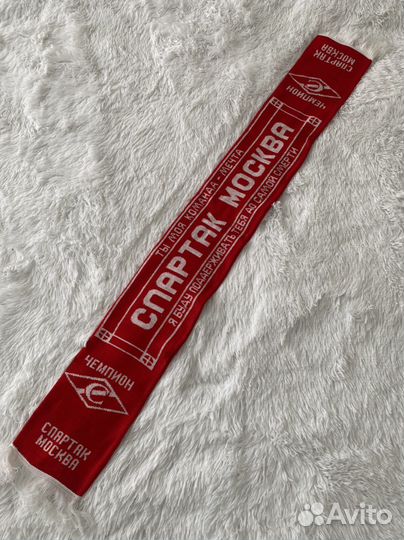 СПАРТАК
МОСКВА
ЧЕМПИОН
ТЫ МОЯ КОМАНДА - МЕЧТА
СПАРТАК МОСКВА
Я БУДУ ПОДДЕРЖИВАТЬ ТЕБЯ ДО САМОЙ СМЕРТИ
ЧЕМПИОН
СПАРТАК
МОСКВА
Avito